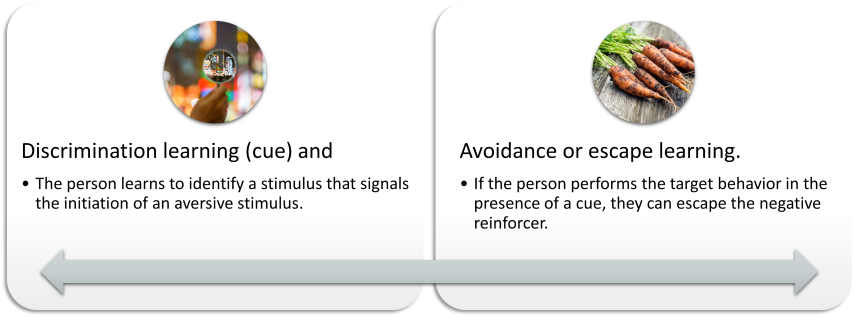 Discrimination learning (cue) and
• The person learns to identify a stimulus that signals
the initiation of an aversive stimulus.
Avoidance or escape learning.
• If the person performs the target behavior in the
presence of a cue, they can escape the negative
reinforcer.